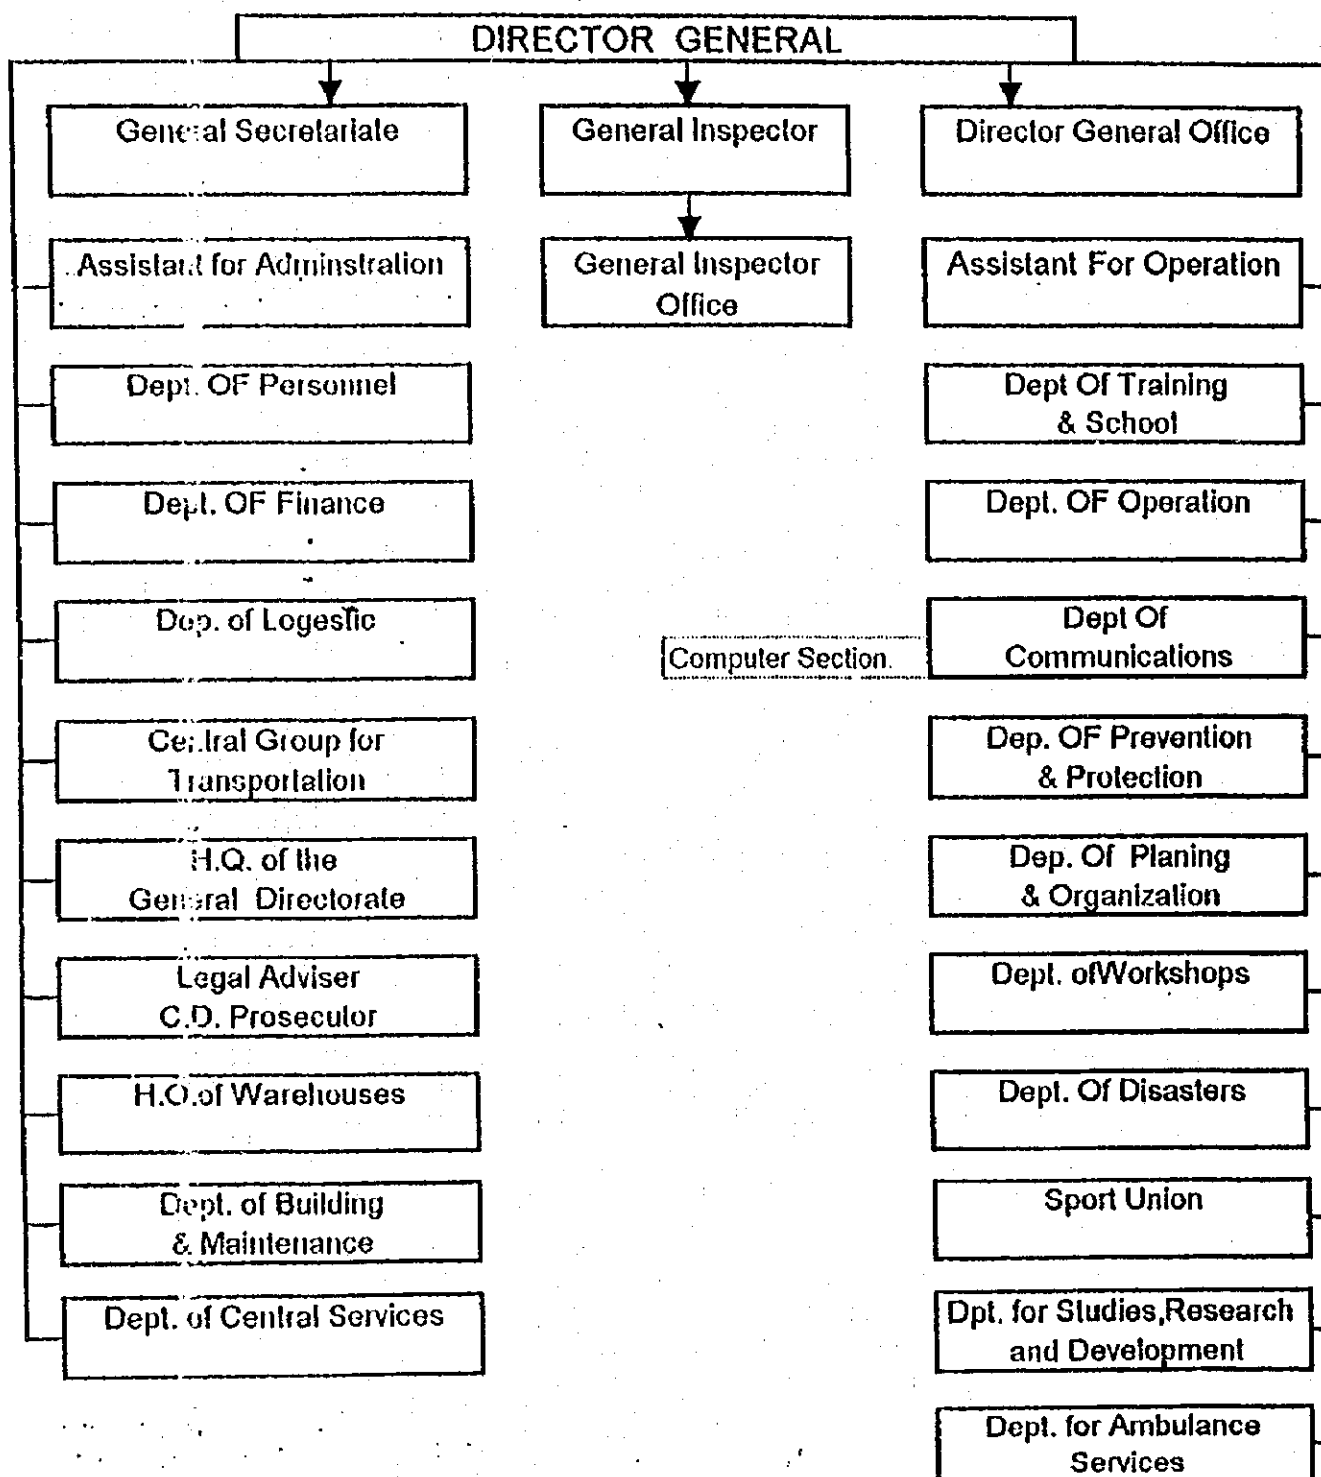 DIRECTOR GENERAL
General Secretariate
General Inspector
Director General Office
Assistant for Adminstration
General Inspector
Office
Assistant For Operation
Dept. OF Personnel
Dept Of Training
& School
Dept. OF Finance
Dept. OF Operation
Dep. of Logestic
Computer Section.
Dept Of
Communications
Central Group for
Transportation
Dep. OF Prevention
& Protection
H.Q. of the
General Directorate
Dep. Of Planing
& Organization
Legal Adviser
C.D. Prosecutor
Dept. ofWorkshops
H.Q.of Warehouses
Dept. Of Disasters
Dept. of Building
& Maintenance
Sport Union
Dept. of Central Services
Dpt. for Studies,Research
and Development
Dept. for Ambulance
Services